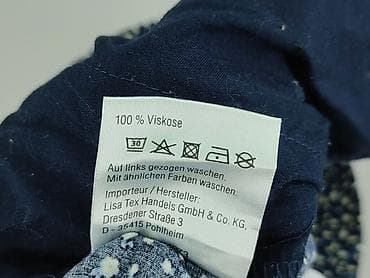 100 % Viskose
30
Auf links gezogen waschen.
Mit ähnlichen Farben waschen.
Importeur / Hersteller:
Lisa Tex Handels GmbH & Co. KG.
Dresdener Straße 3
D - 35415 Pohlheim